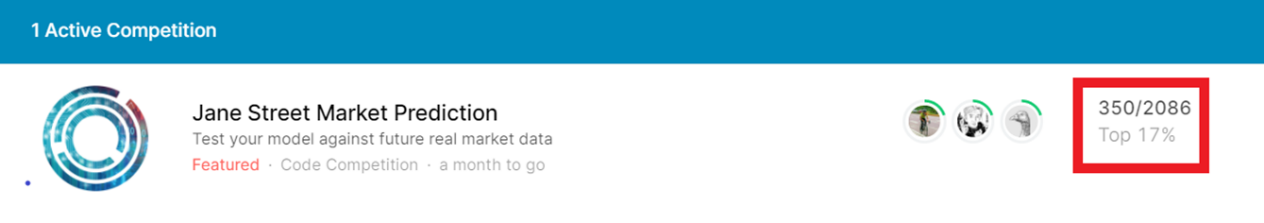 1 Active Competition
Jane Street Market Prediction
Test your model against future real market data
Featured · Code Competition · a month to go
350/2086
Top 17%